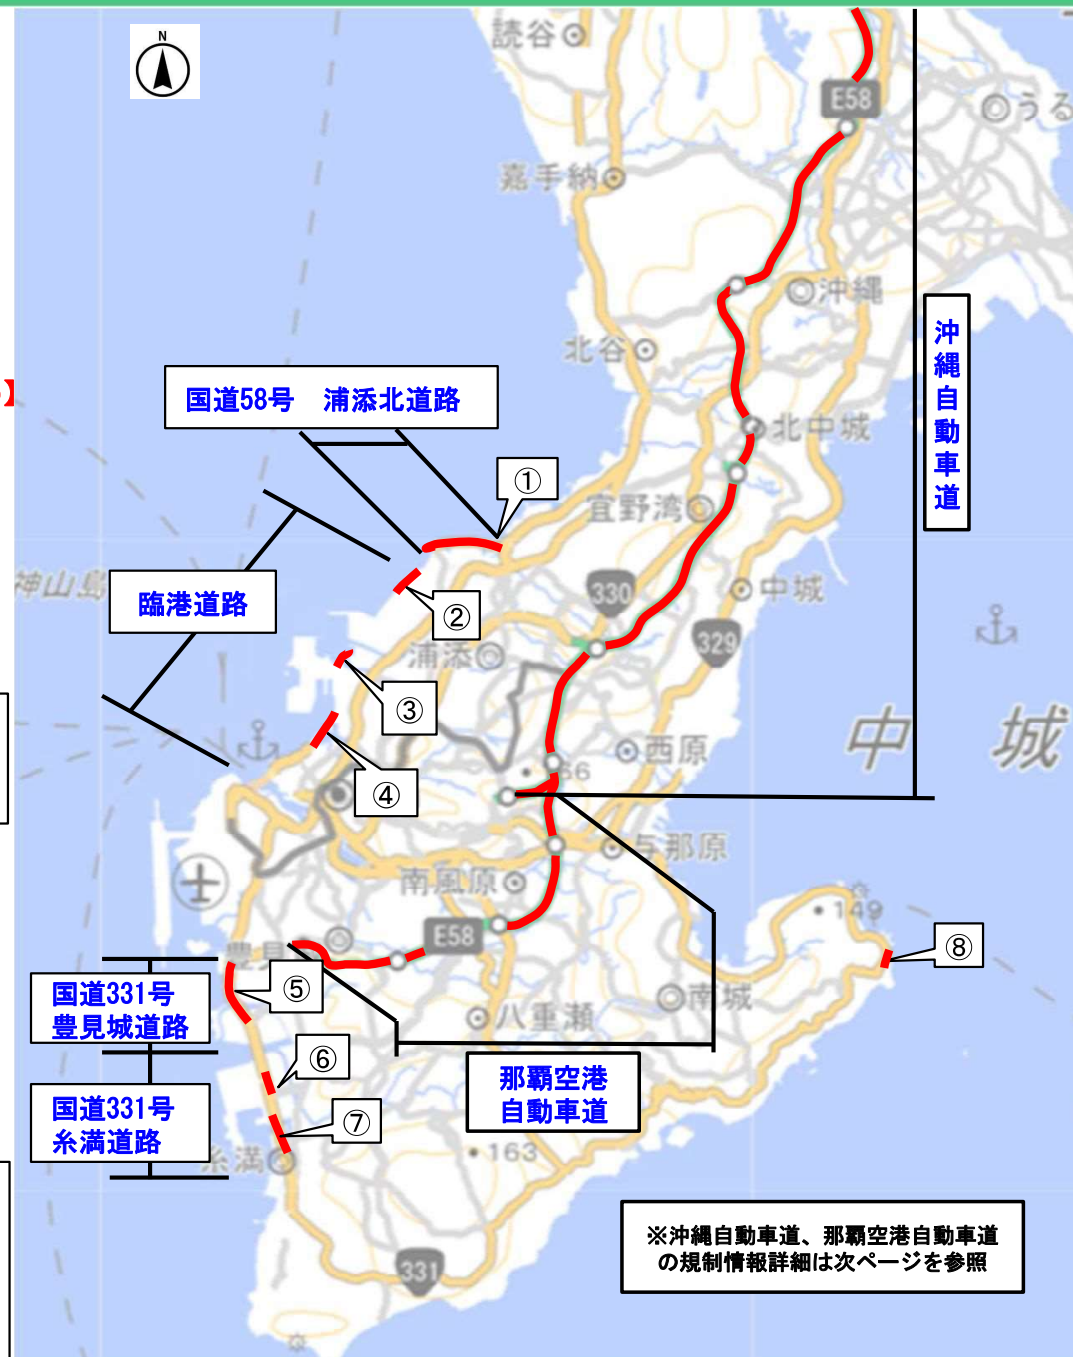 N
読谷
E58
うる
嘉手納
沖縄
北谷
沖縄自動車道
】
国道58号 浦添北道路
北中城
①
宜野湾
神山島
臨港道路
②
330
中城
329
浦添
③
西原
中城
④
66
与那原
南風原
149
E58
豊見
⑧
国道331号
豊見城道路
⑤
八重瀬
南城
⑥
那覇空港
自動車道
国道331号
糸満道路
⑦
糸満
163
※沖縄自動車道、那覇空港自動車道
の規制情報詳細は次ページを参照
331